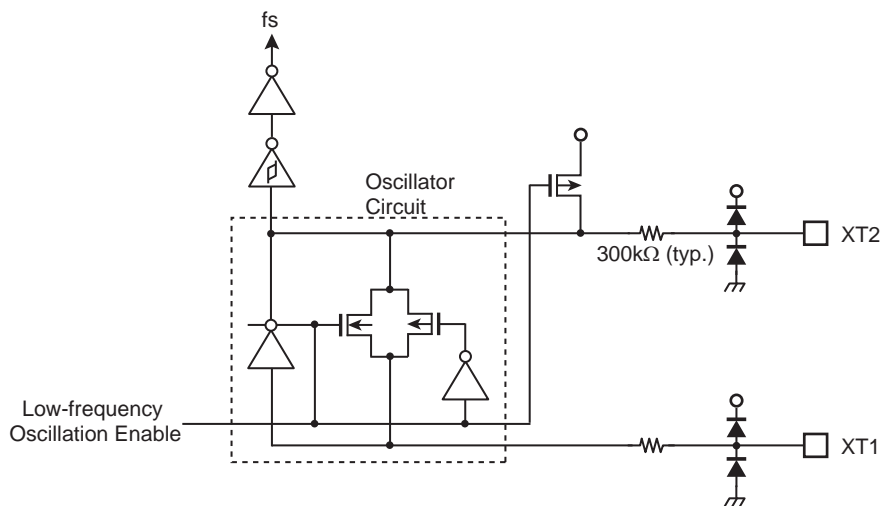 fs
Oscillator
Circuit
300kΩ (typ.)
XT2
Low-frequency
Oscillation Enable
XT1